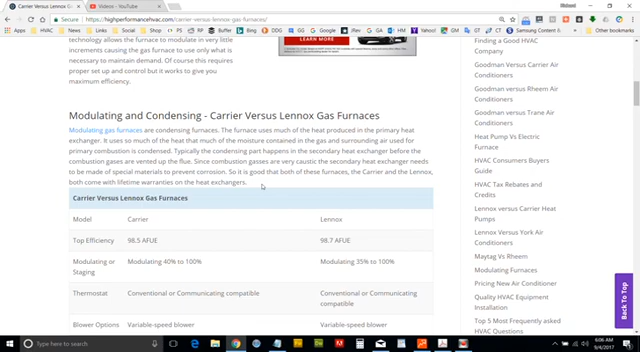 Carrier versus Lennox G
Videos - YouTube
Richard
Secure
https://highperformancehvac.com/carrier-versus-lennox-gas-furnaces/
Apps
HVAC
News
Social
Shop
Utilities
Banks
RP
Buffer
Bing
DDG
HootS
HM
GA
Gmail
YST
Amazon
CJ
Other bookmarks
technology allows the furnace to modulate in very little
increments causing the gas furnace to use only what is
necessary to maintain demand. Of course this requires
proper set up and control but it works to give you
maximum efficiency.
LEARN MORE
Modulating and Condensing - Carrier Versus Lennox Gas Furnaces
Modulating gas furnaces are condensing furnaces. The furnace uses much of the heat produced in the primary heat
exchanger. It uses so much of the heat that much of the moisture contained in the gas and surrounding air used for
primary combustion is condensed. Typically the condensing part happens in the secondary heat exchanger before the
combustion gases are vented up the flue. Since combustion gasses are very caustic the secondary heat exchanger needs
to be made of special materials to prevent corrosion. So it is good that both of these furnaces, the Carrier and the Lennox,
both come with lifetime warranties on the heat exchangers.
Carrier Versus Lennox Gas Furnaces
Model Carrier Lennox
Top Efficiency 98.5 AFUE 98.7 AFUE
Modulating or Modulating 40% to 100% Modulating 35% to 100%
Staging
Thermostat Conventional or Communicating compatible Conventional or Communicating
compatible
Blower Options Variable-speed blower Variable-speed blower
Finding a Good HVAC
Company
Goodman Versus Carrier Air
Conditioners
Goodman versus Rheem Air
Conditioners
Goodman versus Trane Air
Conditioners
Heat Pump Vs Electric
Furnace
HVAC Consumers Buyers
Guide
HVAC Tax Rebates and
Credits
Lennox versus Carrier Heat
Pumps
Lennox Versus York Air
Conditioners
Maytag Vs Rheem
Modulating Furnaces
Pricing New Air Conditioner
Quality HVAC Equipment
Installation
Top 5 Most Frequently asked
HVAC Questions
Back To Top
Type here to search
6:06 AM
9/4/2017